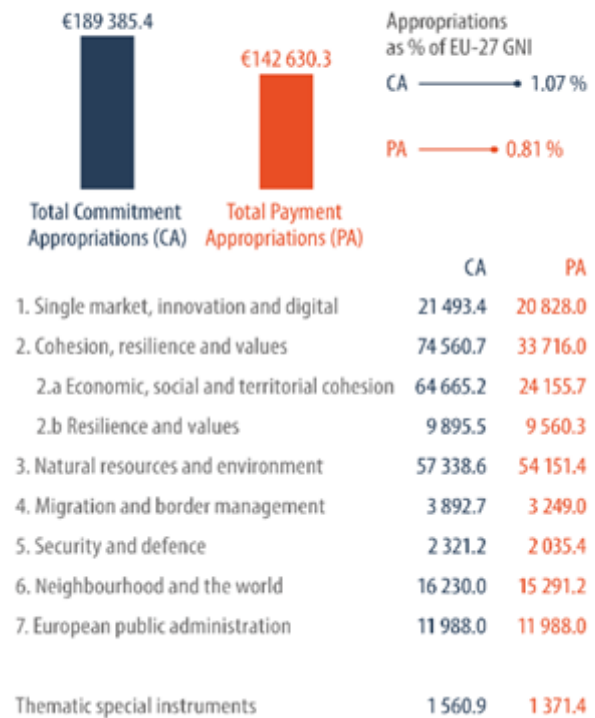 €189 385.4
€142 630.3
Appropriations
as % of EU-27 GNI
CA 1.07 %
PA 0.81 %
Total Commitment
Appropriations (CA)
Total Payment
Appropriations (PA)
CA PA
1. Single market, innovation and digital 21 493.4 20 828.0
2. Cohesion, resilience and values 74 560.7 33 716.0
2.a Economic, social and territorial cohesion 64 665.2 24 155.7
2.b Resilience and values 9 895.5 9 560.3
3. Natural resources and environment 57 338.6 54 151.4
4. Migration and border management 3 892.7 3 249.0
5. Security and defence 2 321.2 2 035.4
6. Neighbourhood and the world 16 230.0 15 291.2
7. European public administration 11 988.0 11 988.0
Thematic special instruments 1 560.9 1 371.4